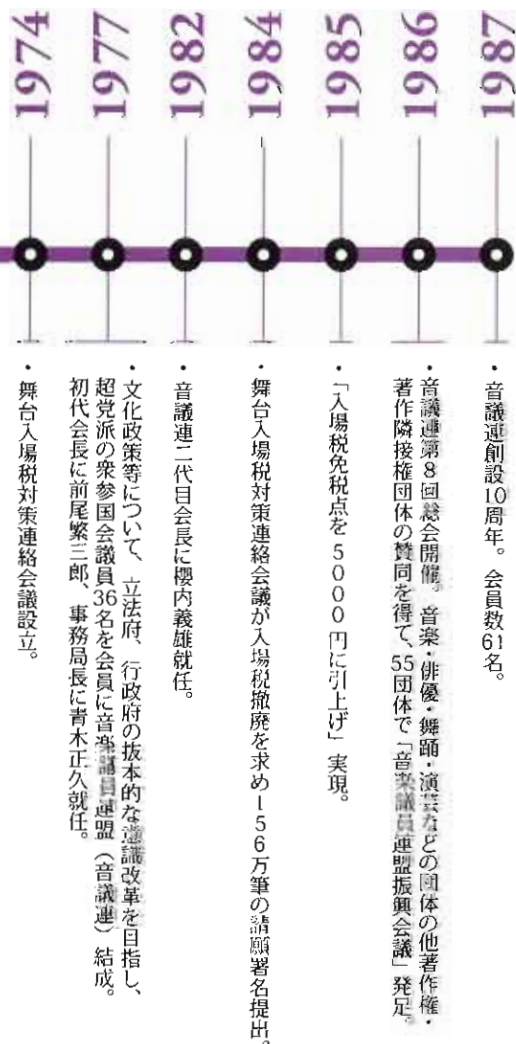 1974
1977
1982
1984
1985
1986
1987
・音議連創設10周年。会員数61名。
・音議連第8回総会開催。音楽・俳優・舞踊・演芸などの団体の他著作権・
著作隣接権団体の賛同を得て、55団体で「音楽議員連盟振興会議」発足。
・「入場税免税点を5000円に引上げ」実現。
・舞台入場税対策連絡会議が入場税撤廃を求め156万筆の請願署名提出。
・音議連二代目会長に櫻内義雄就任。
・文化政策等について、立法府、行政府の抜本的な意識改革を目指し、
超党派の衆参国会議員36名を会員に音楽議員連盟（音議連）結成。
初代会長に前尾繁三郎、事務局長に青木正久就任。
・舞台入場税対策連絡会議設立。